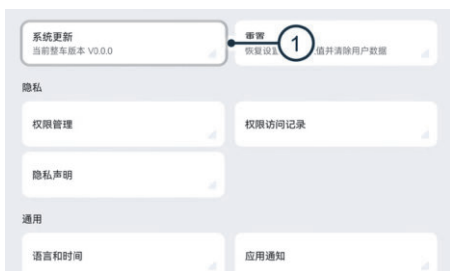 系统更新
当前整车版本 V0.0.0
重置
恢复设 值并清除用户数据
1
隐私
权限管理
权限访问记录
隐私声明
通用
语言和时间
应用通知